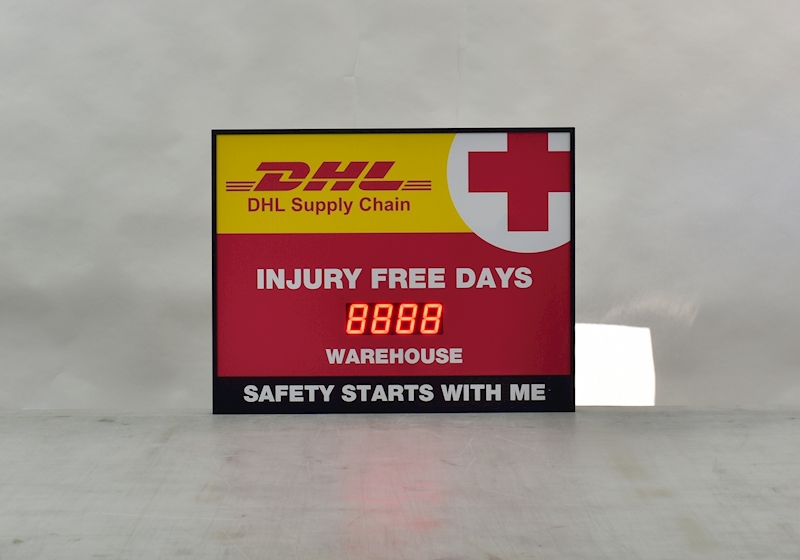 DHL
DHL Supply Chain
INJURY FREE DAYS
8888
WAREHOUSE
SAFETY STARTS WITH ME